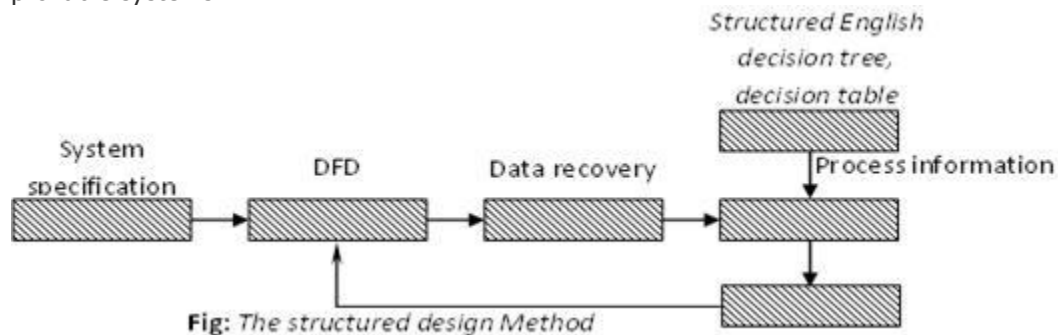 Structured English
decision tree,
decision table
System
specification
DFD
Data recovery
Process information
Fig: The structured design Method